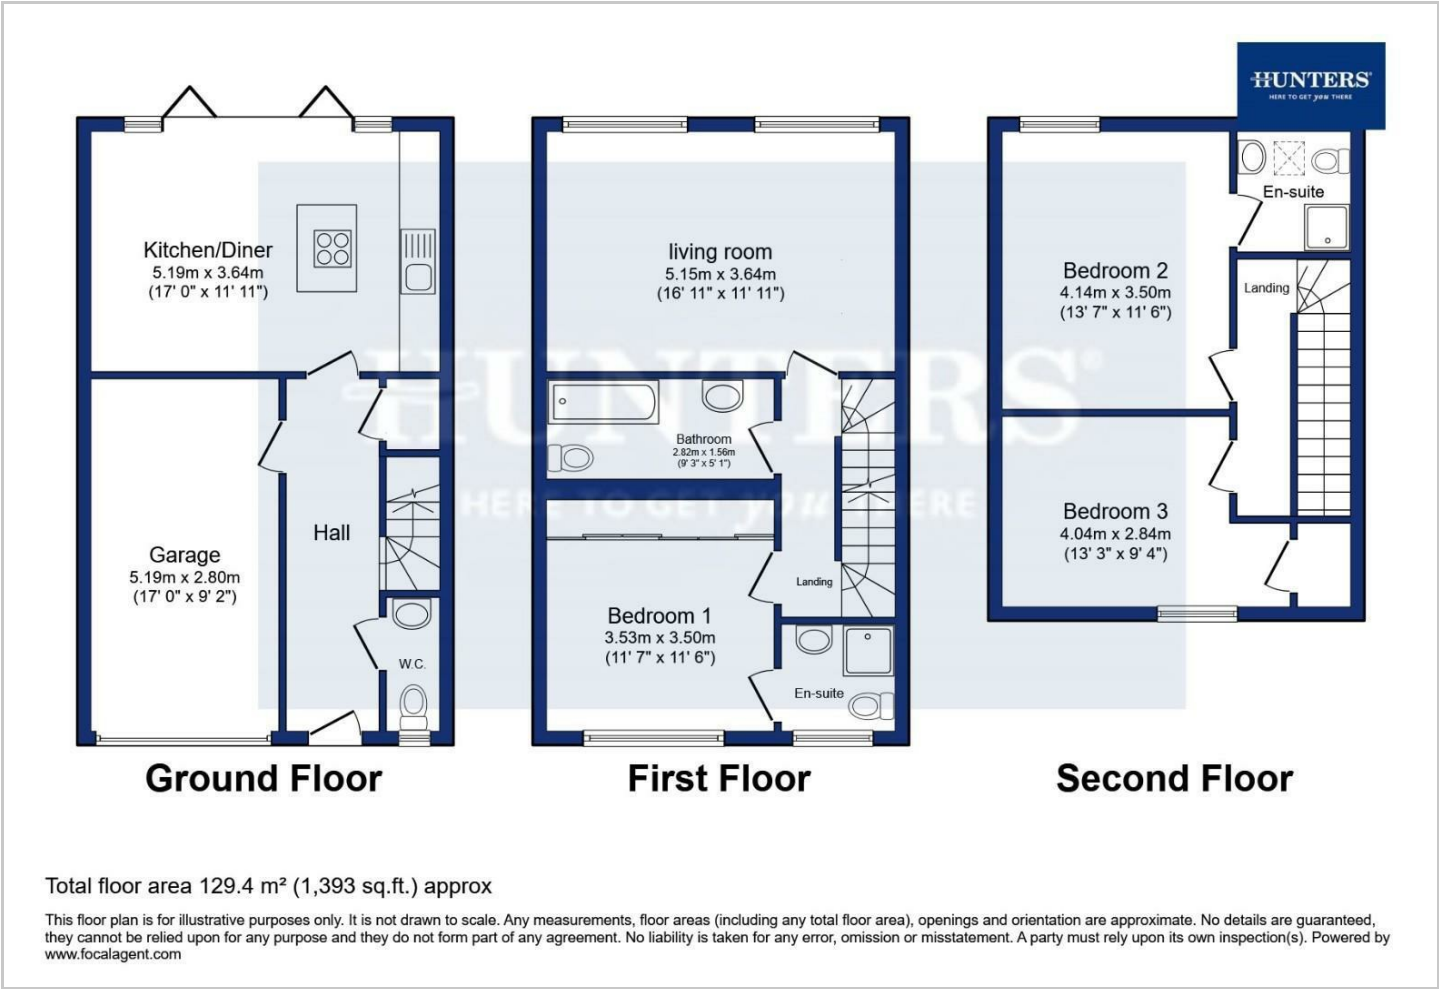 HUNTERS®
HERE TO GET you THERE
Kitchen/Diner
5.19m x 3.64m
(17' 0" x 11' 11")
Garage
5.19m x 2.80m
(17' 0" x 9' 2")
Hall
W.C.
Ground Floor
living room
5.15m x 3.64m
(16' 11" x 11' 11")
Bathroom
2.82m x 1.56m
(9' 3" x 5' 1")
Landing
Bedroom 1
3.53m x 3.50m
(11' 7" x 11' 6")
En-suite
First Floor
En-suite
Bedroom 2
4.14m x 3.50m
(13' 7" x 11' 6")
Landing
Bedroom 3
4.04m x 2.84m
(13' 3" x 9' 4")
Second Floor
HUNTERS®
HERE TO GET you THERE
Total floor area 129.4 m² (1,393 sq.ft.) approx
This floor plan is for illustrative purposes only. It is not drawn to scale. Any measurements, floor areas (including any total floor area), openings and orientation are approximate. No details are guaranteed,
they cannot be relied upon for any purpose and they do not form part of any agreement. No liability is taken for any error, omission or misstatement. A party must rely upon its own inspection(s). Powered by
www.focalagent.com